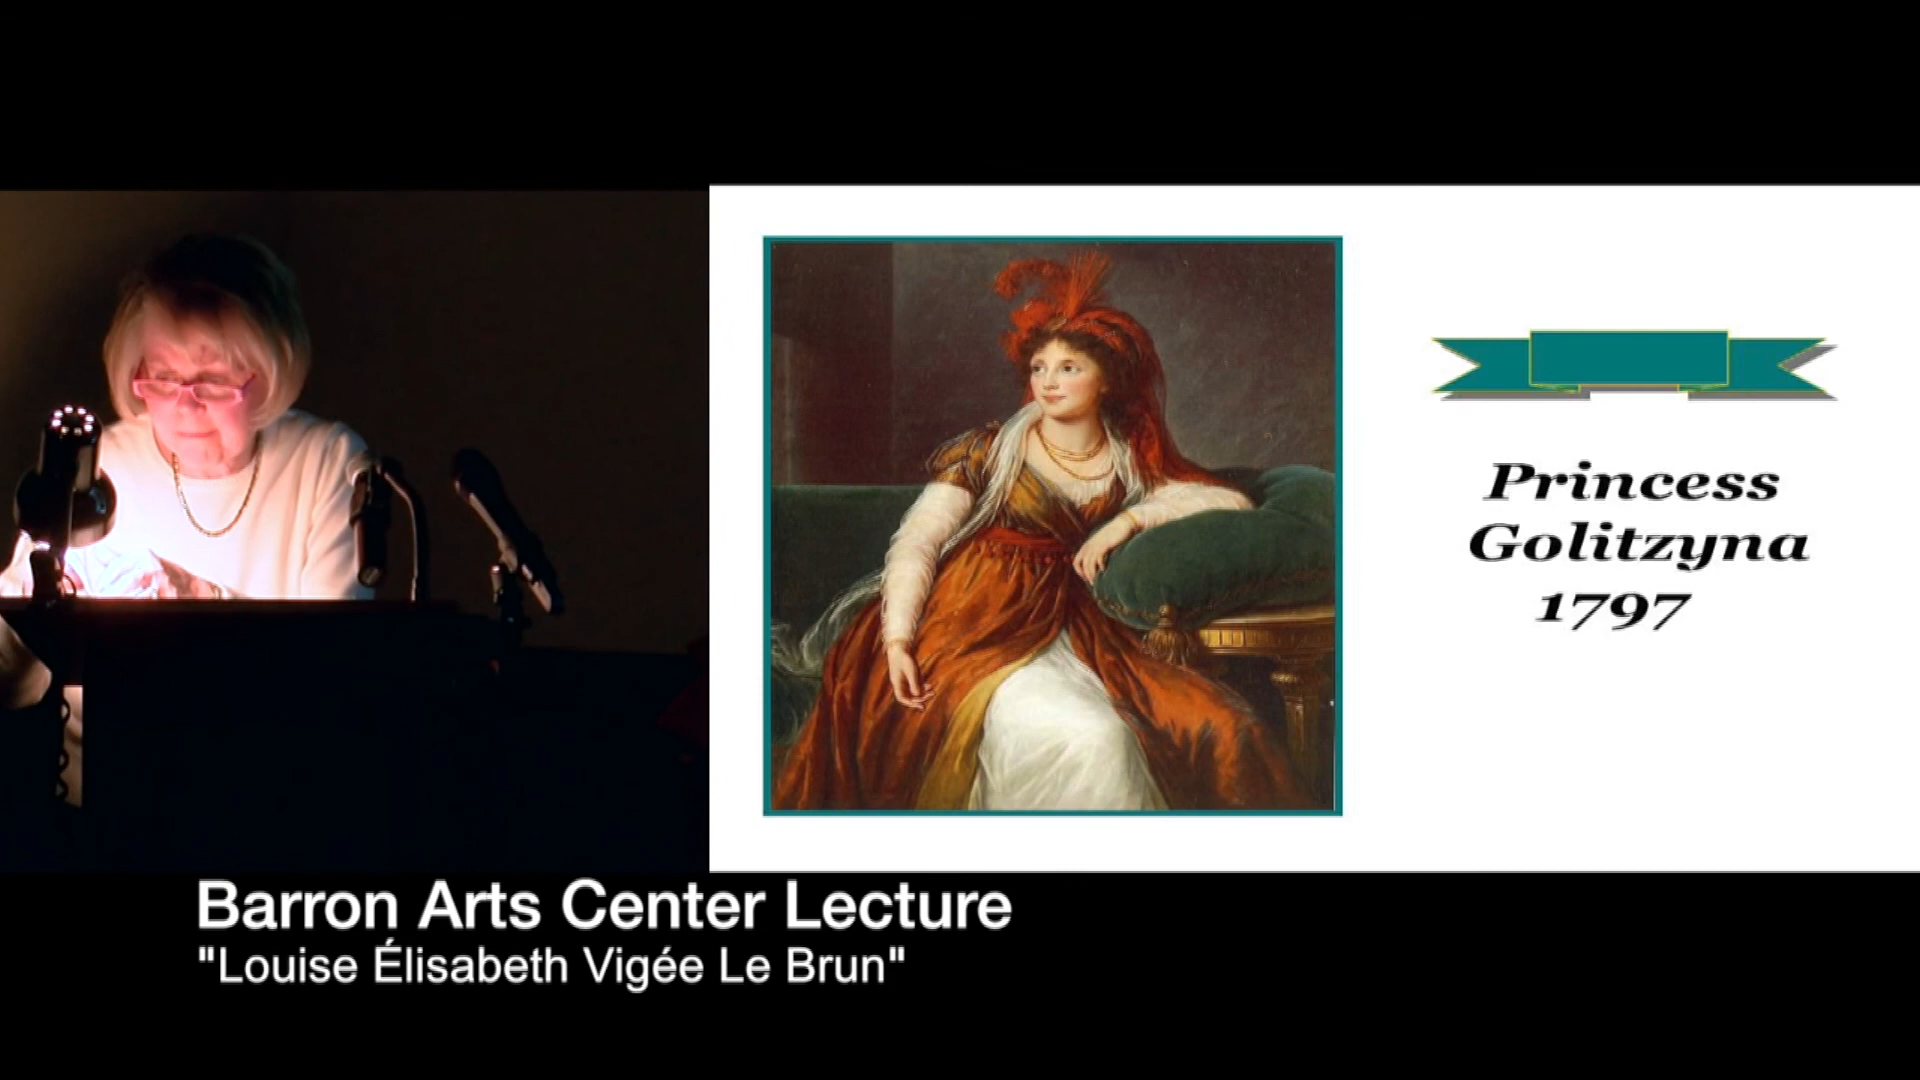 Princess
Golitzyna
1797
Barron Arts Center Lecture
"Louise Élisabeth Vigée Le Brun"